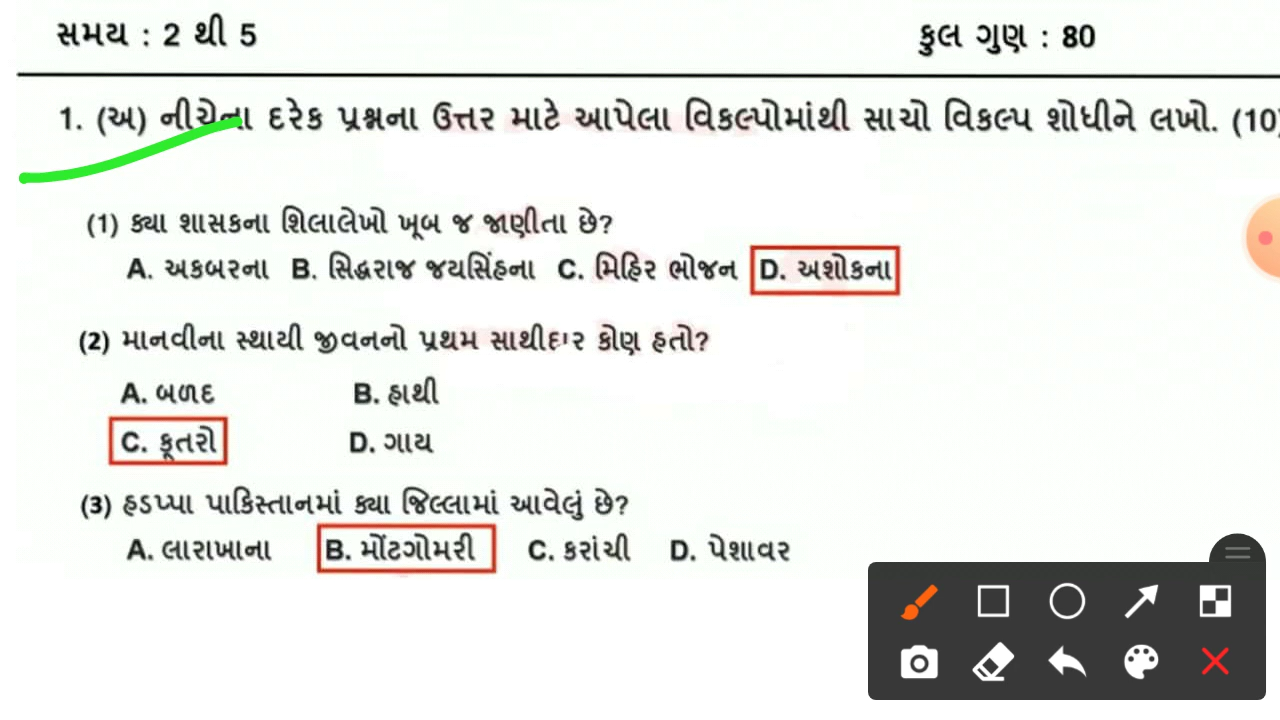 સમય : 2 થી 5 કુલ ગુણ : 80
1. (અ) નીચેના દરેક પ્રશ્નના ઉત્તર માટે આપેલા વિકલ્પોમાંથી સાચો વિકલ્પ શોધીને લખો. (10)
(1) ક્યા શાસકના શિલાલેખો ખૂબ જ જાણીતા છે?
A. અકબરના B. સિદ્ધરાજ જયસિંહના C. મિહિર ભોજન D. અશોકના
(2) માનવીના સ્થાયી જીવનનો પ્રથમ સાથીદાર કોણ હતો?
A. બળદ B. હાથી
C. કૂતરો D. ગાય
(3) હડપ્પા પાકિસ્તાનમાં ક્યા જિલ્લામાં આવેલું છે?
A. લારાખાના B. મોંટગોમરી C. કરાંચી D. પેશાવર